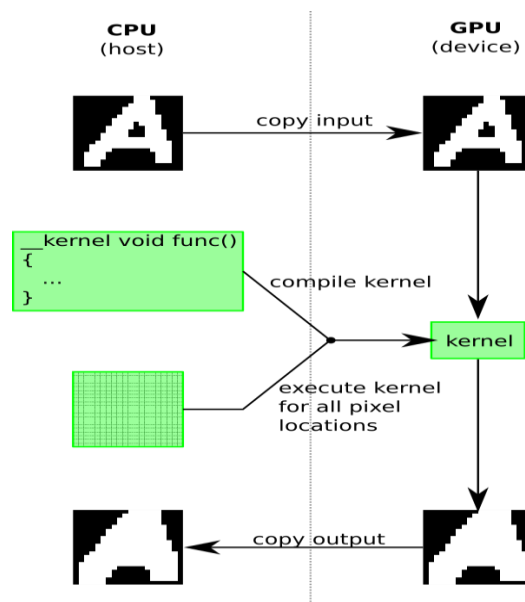 CPU
(host)
GPU
(device)
copy input
__kernel void func()
{
...
}
compile kernel
kernel
execute kernel
for all pixel
locations
copy output